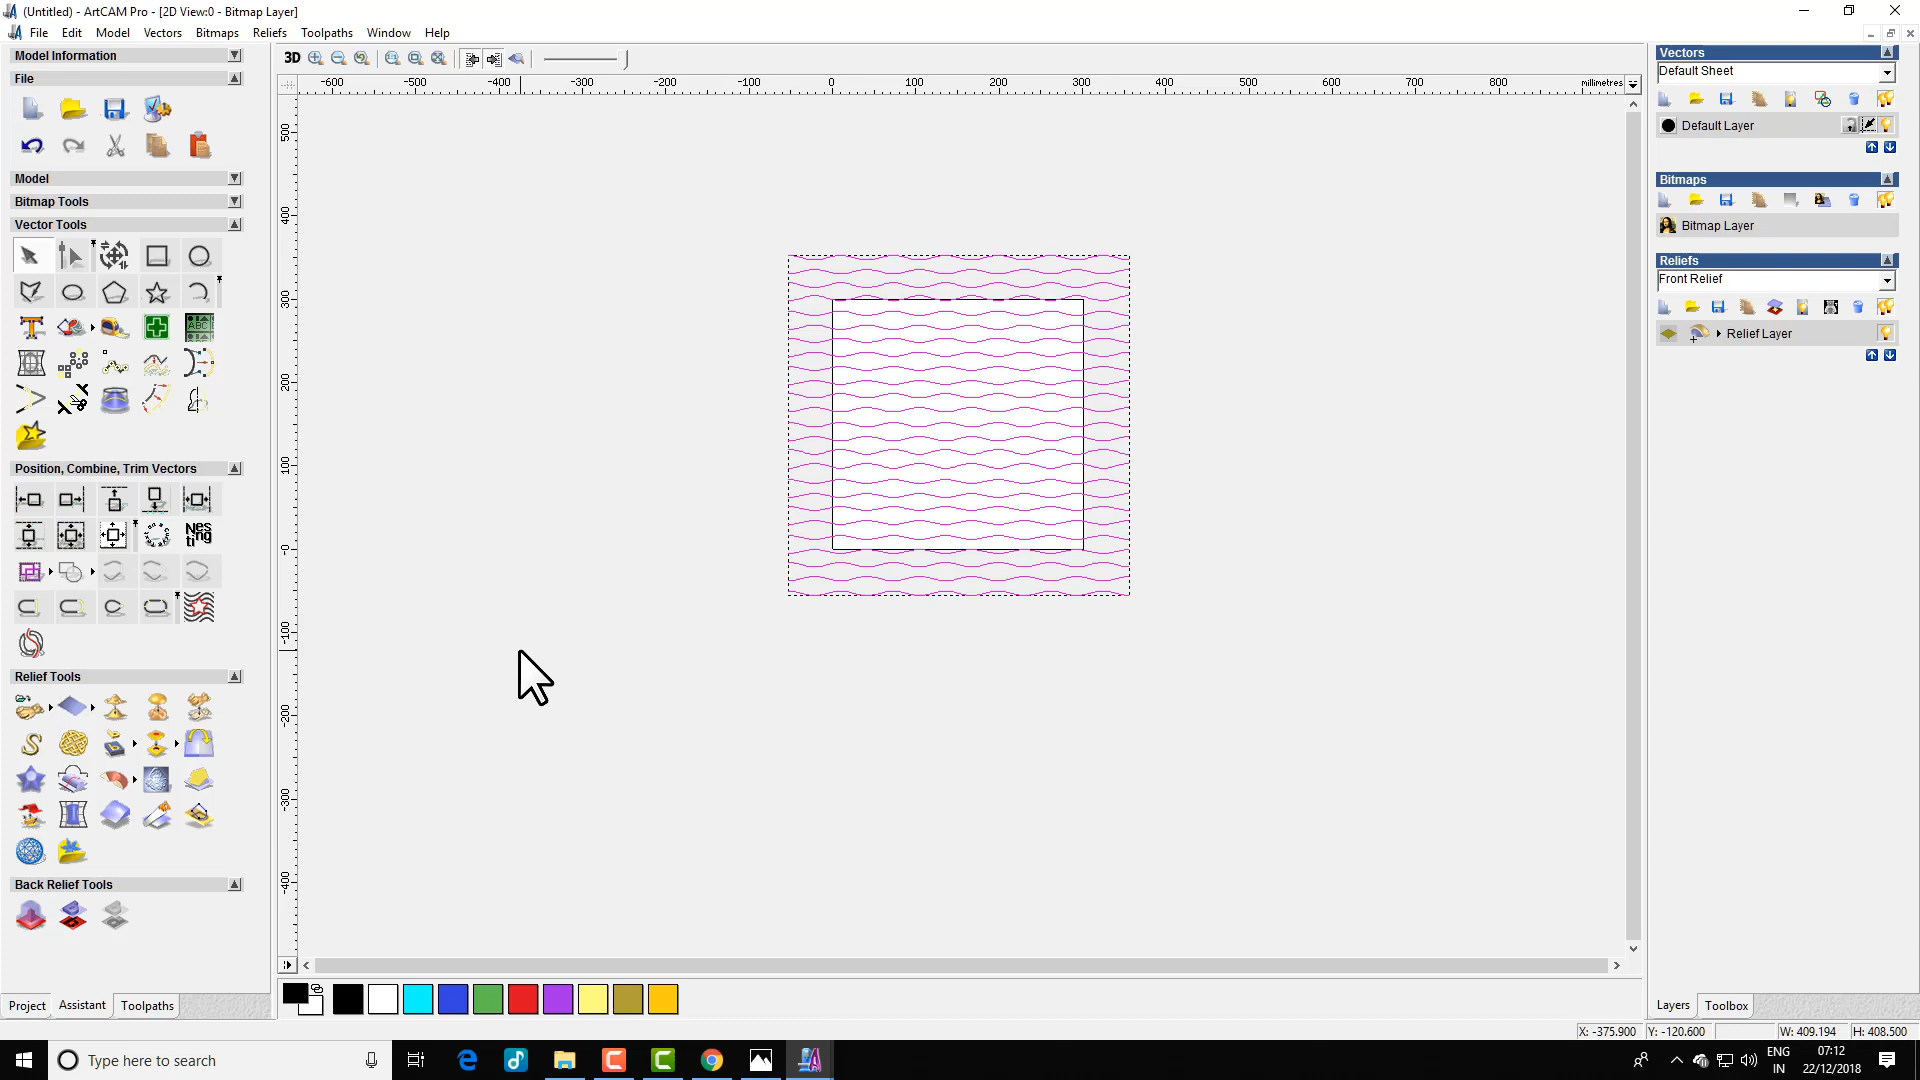 (Untitled) - ArtCAM Pro - [2D View:0 - Bitmap Layer]
File Edit Model Vectors Bitmaps Reliefs Toolpaths Window Help
Model Information
File
Model
Bitmap Tools
Vector Tools
ABC
Position, Combine, Trim Vectors
Nes
ting
Relief Tools
Back Relief Tools
Project Assistant Toolpaths
3D
-600 -500 -400 -300 -200 -100 0 100 200 300 400 500 600 700 800 millimetres
500
400
300
200
100
-0
-100
-200
-300
-400
Vectors
Default Sheet
Default Layer
Bitmaps
Bitmap Layer
Reliefs
Front Relief
Relief Layer
Layers Toolbox
X: -375.900 Y: -120.600 W: 409.194 H: 408.500
Type here to search
ENG
IN
07:12
22/12/2018